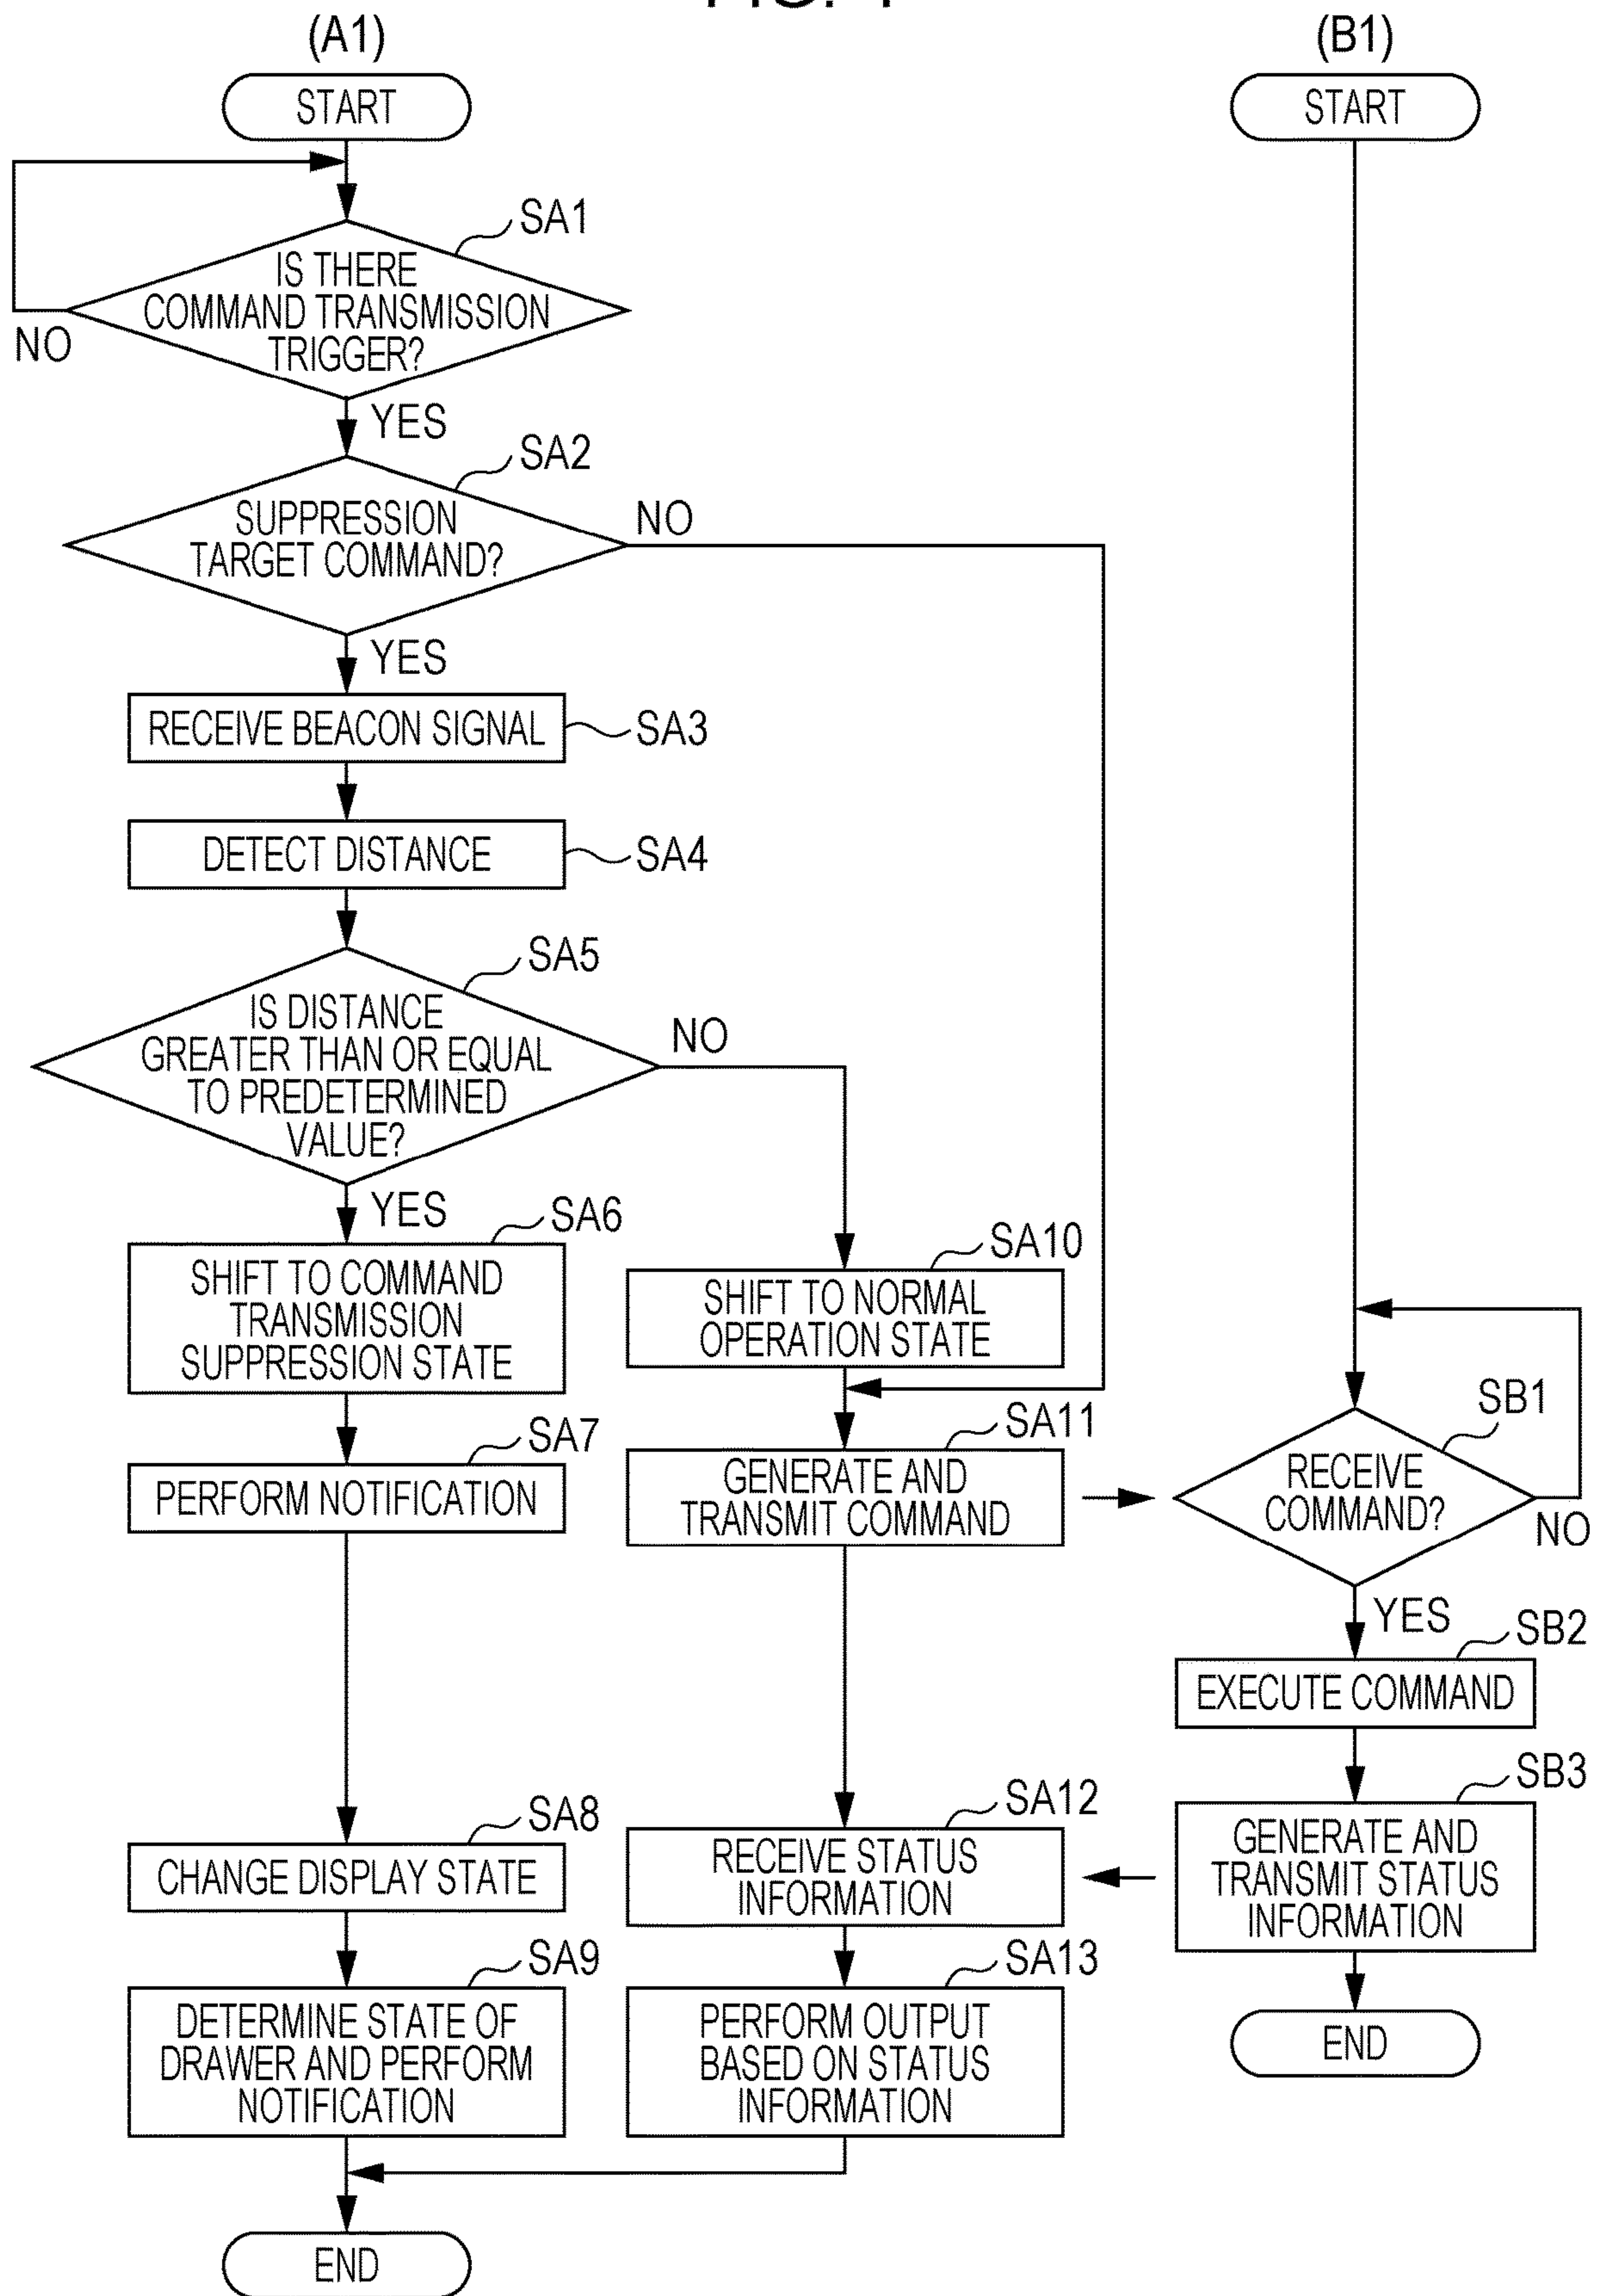 (A1)
START
SA1
IS THERE
COMMAND TRANSMISSION
TRIGGER?
NO
YES
SA2
SUPPRESSION
TARGET COMMAND?
NO
YES
RECEIVE BEACON SIGNAL
SA3
DETECT DISTANCE
SA4
SA5
IS DISTANCE
GREATER THAN OR EQUAL
TO PREDETERMINED
VALUE?
NO
YES
SA6
SHIFT TO COMMAND
TRANSMISSION
SUPPRESSION STATE
SA7
PERFORM NOTIFICATION
SA8
CHANGE DISPLAY STATE
SA9
DETERMINE STATE OF
DRAWER AND PERFORM
NOTIFICATION
END
SA10
SHIFT TO NORMAL
OPERATION STATE
SA11
GENERATE AND
TRANSMIT COMMAND
SA12
RECEIVE STATUS
INFORMATION
SA13
PERFORM OUTPUT
BASED ON STATUS
INFORMATION
(B1)
START
SB1
RECEIVE
COMMAND?
NO
YES
SB2
EXECUTE COMMAND
SB3
GENERATE AND
TRANSMIT STATUS
INFORMATION
END